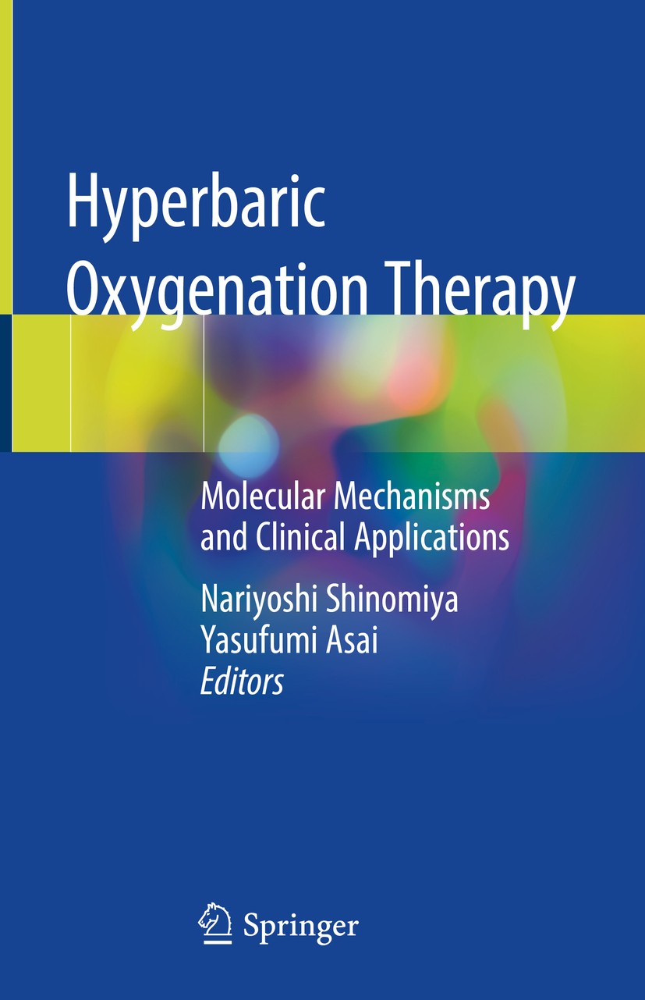 Hyperbaric
Oxygenation Therapy
Molecular Mechanisms
and Clinical Applications
Nariyoshi Shinomiya
Yasufumi Asai
Editors
Springer